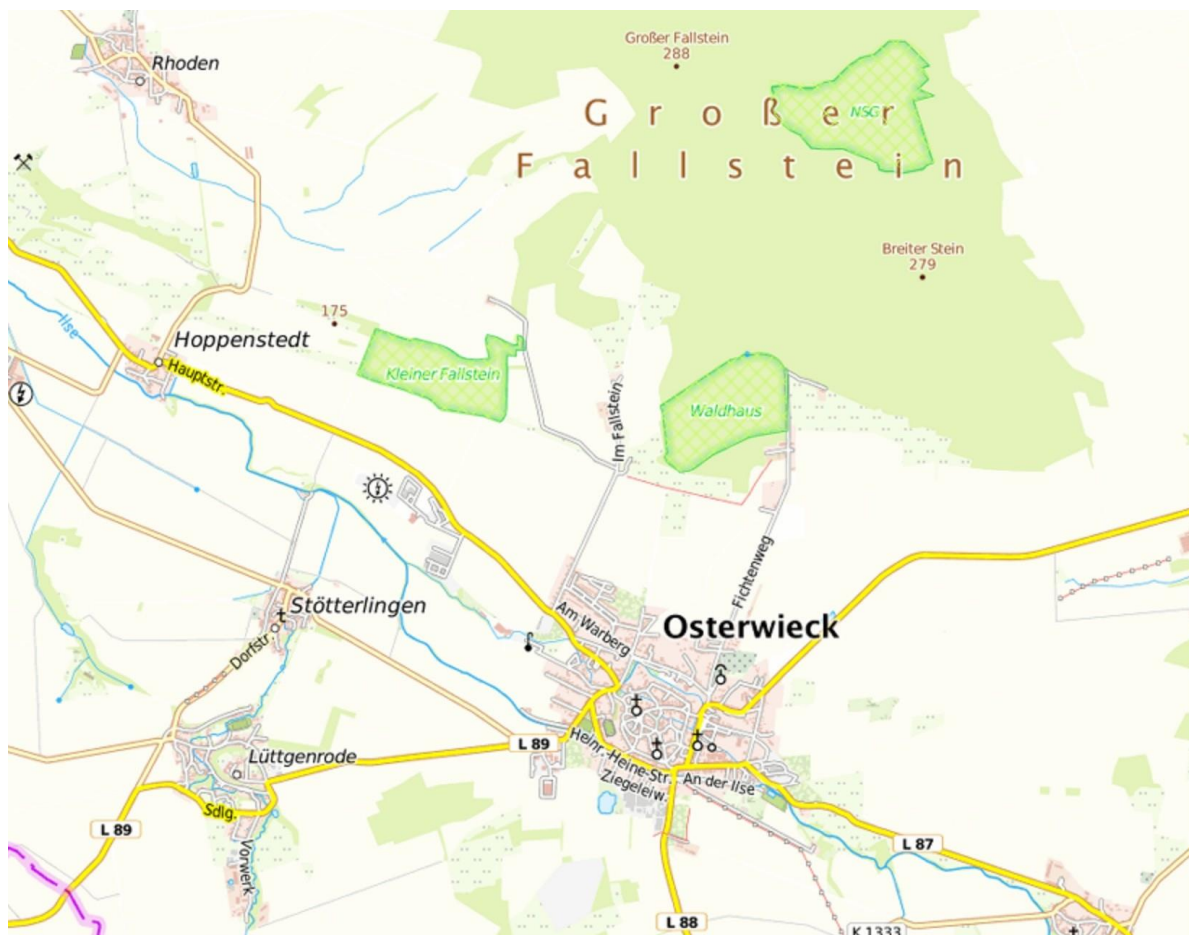 Großer Fallstein
288
Rhoden
Großer
NSG
Fallstein
Breiter Stein
279
175
Ilse
Hoppenstedt
Hauptstr.
Kleiner Fallstein
Waldhaus
Im Fallstein
Fichtenweg
Stötterlingen
Am Warberg
Osterwieck
Dorfstr.
L 89
Heinr.-Heine-Str.
Lüttgenrode
An der Ilse
Ziegeleiw.
Sdlg.
L 89
L 87
Vorwerk
L 88
K 1333